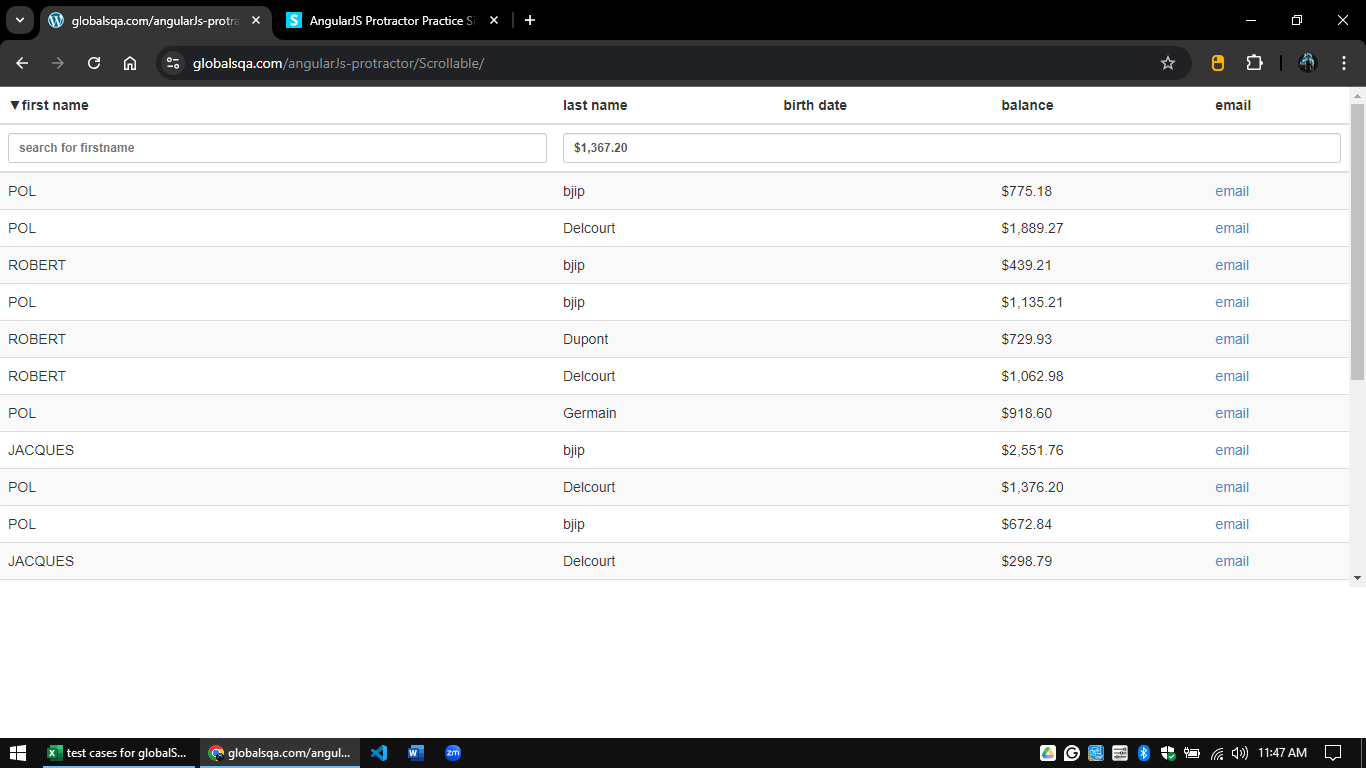 globalsqa.com/angularJs-protra
AngularJS Protractor Practice Si
globalsqa.com/angularJs-protractor/Scrollable/
▼first name last name birth date balance email
search for firstname $1,367.20
POL bjip $775.18 email
POL Delcourt $1,889.27 email
ROBERT bjip $439.21 email
POL bjip $1,135.21 email
ROBERT Dupont $729.93 email
ROBERT Delcourt $1,062.98 email
POL Germain $918.60 email
JACQUES bjip $2,551.76 email
POL Delcourt $1,376.20 email
POL bjip $672.84 email
JACQUES Delcourt $298.79 email
test cases for globalS... globalsqa.com/angul... zm 11:47 AM